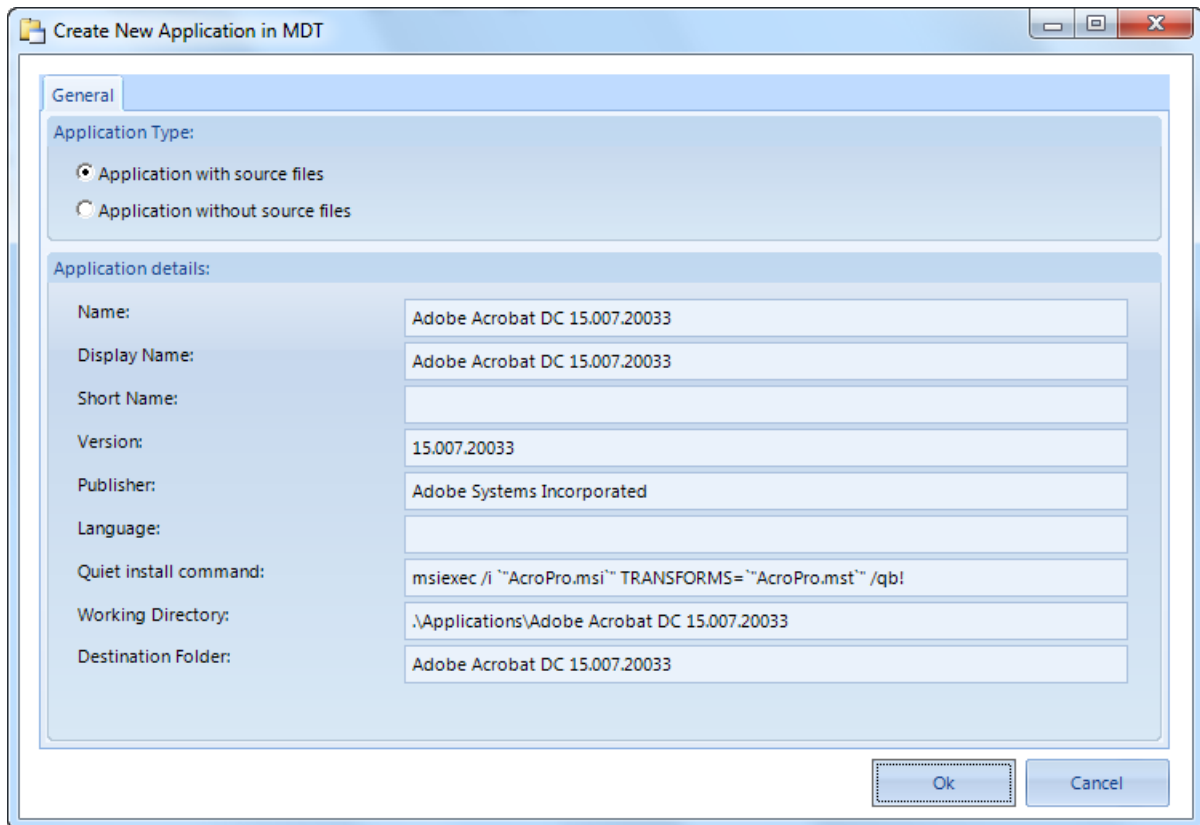 Create New Application in MDT
General
Application Type:
Application with source files
Application without source files
Application details:
Name: Adobe Acrobat DC 15.007.20033
Display Name: Adobe Acrobat DC 15.007.20033
Short Name:
Version: 15.007.20033
Publisher: Adobe Systems Incorporated
Language:
Quiet install command: msiexec /i `"AcroPro.msi`" TRANSFORMS=`"AcroPro.mst`" /qb!
Working Directory: .\Applications\Adobe Acrobat DC 15.007.20033
Destination Folder: Adobe Acrobat DC 15.007.20033
Ok Cancel